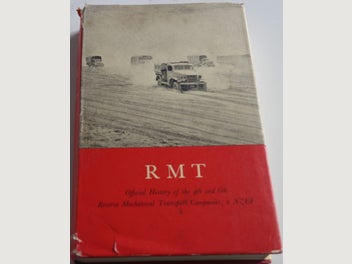 RMT
Official History of the 4th and 6th
Reserve Mechanical Transport Companies, 2 NZEF